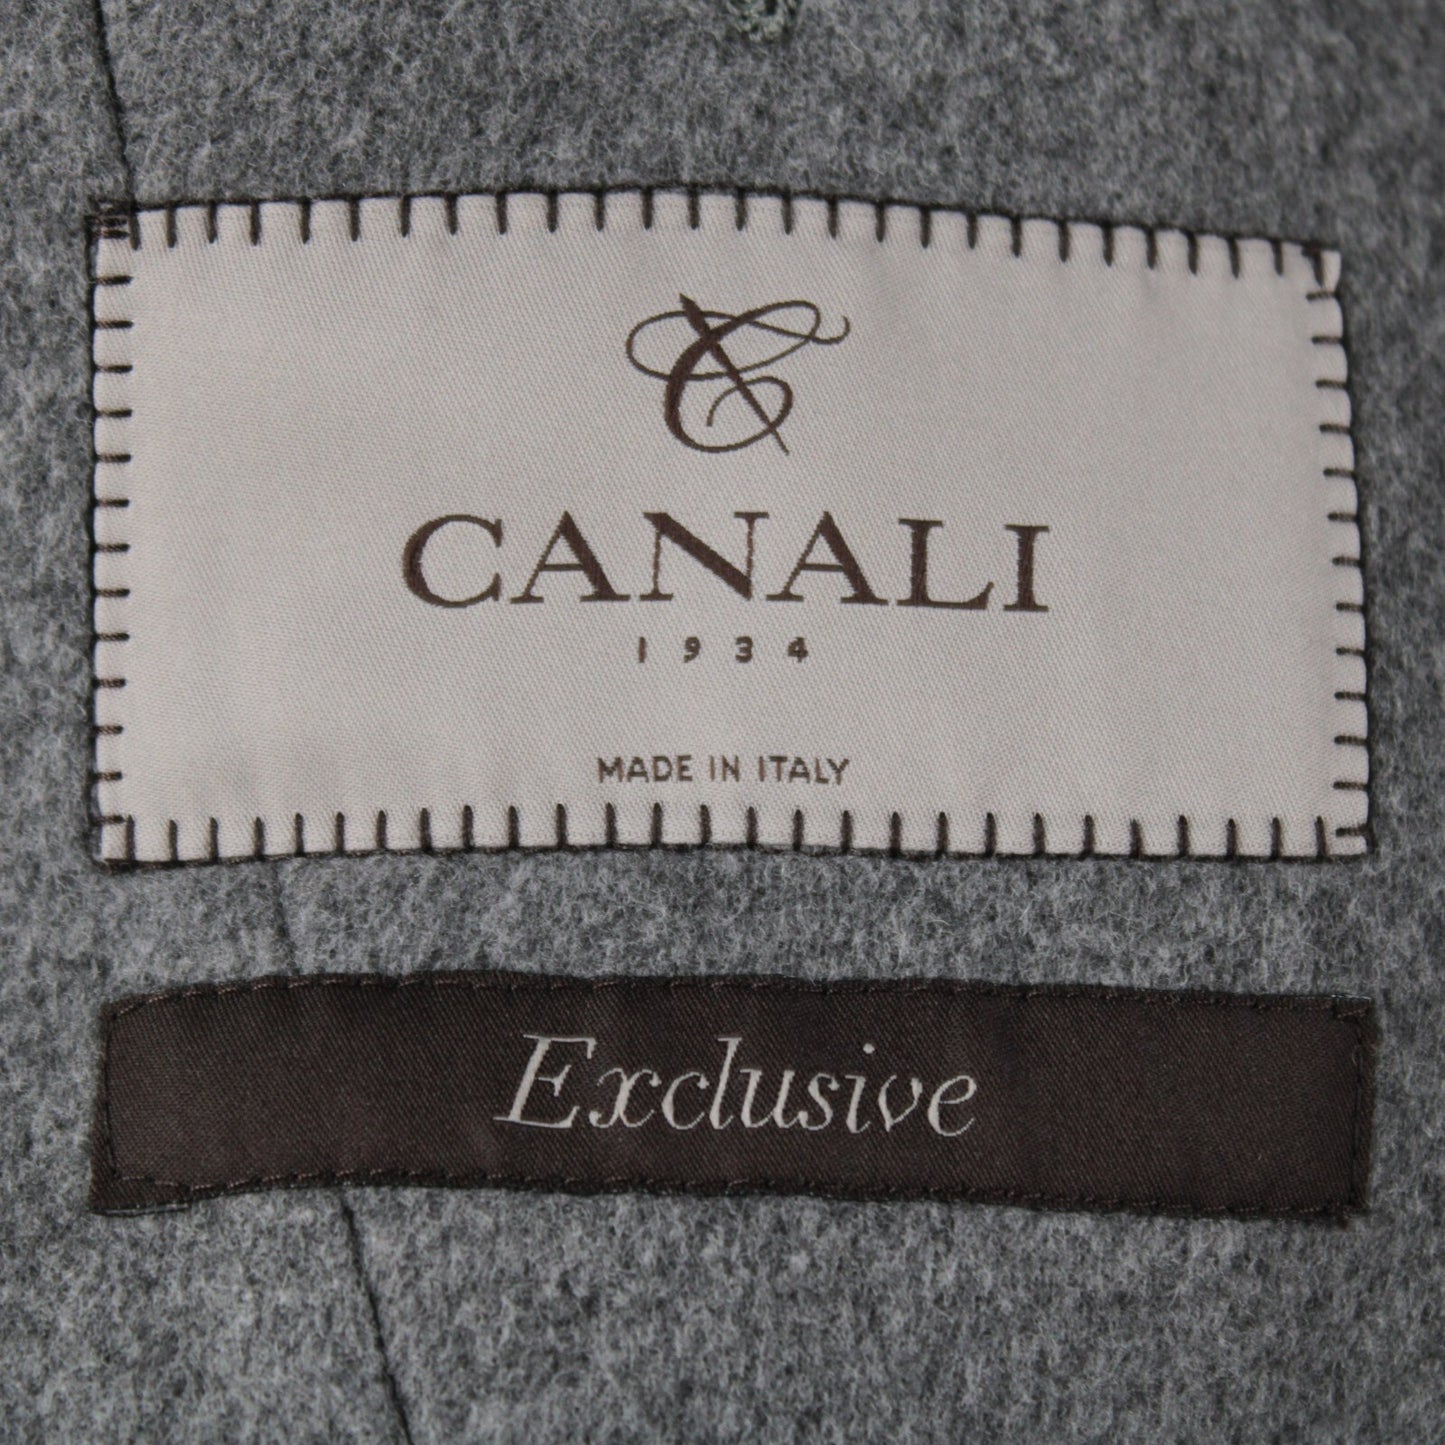 CANALI
1934
MADE IN ITALY
Exclusive